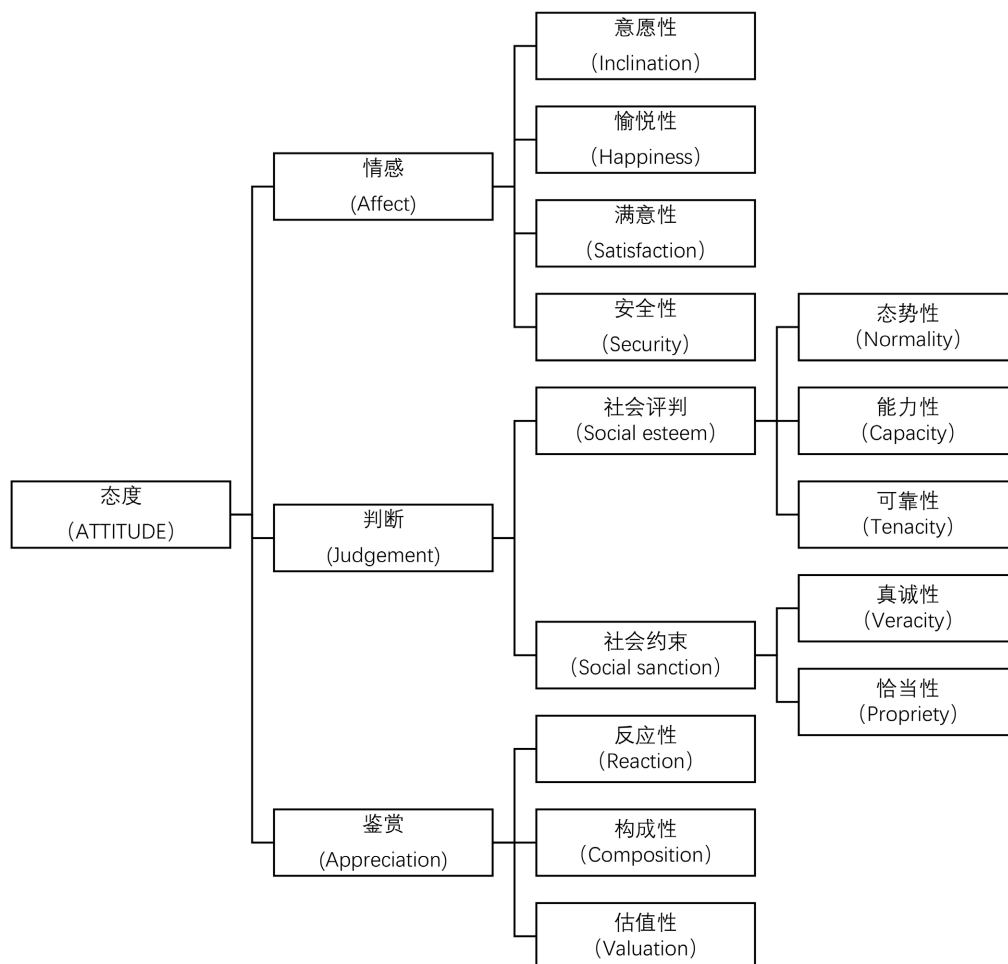 态度
（ATTITUDE）
情感
(Affect)
意愿性
（Inclination）
愉悦性
（Happiness）
满意性
（Satisfaction）
安全性
（Security）
判断
(Judgement)
社会评判
（Social esteem）
态势性
（Normality）
能力性
（Capacity）
可靠性
（Tenacity）
社会约束
（Social sanction）
真诚性
（Veracity）
恰当性
（Propriety）
鉴赏
(Appreciation)
反应性
（Reaction）
构成性
（Composition）
估值性
（Valuation）